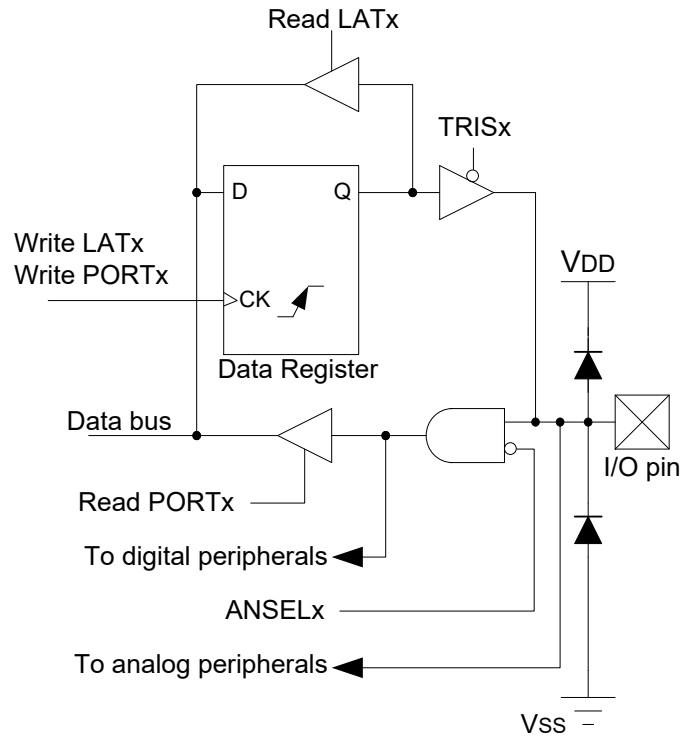 Read LATx
TRISx
D
Q
Write LATx
Write PORTx
CK
VDD
Data Register
Data bus
I/O pin
Read PORTx
To digital peripherals
ANSELx
To analog peripherals
VSS